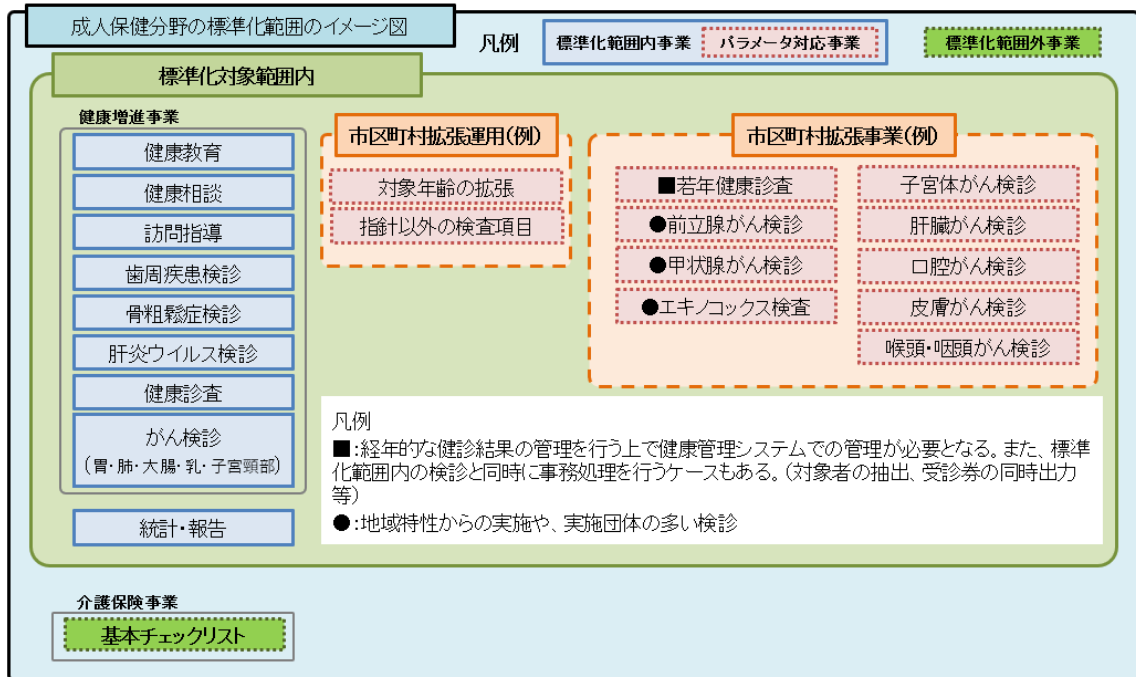 成人保健分野の標準化範囲のイメージ図
凡例
標準化範囲内事業
パラメータ対応事業
標準化範囲外事業
標準化対象範囲内
健康増進事業
健康教育
健康相談
訪問指導
歯周疾患検診
骨粗鬆症検診
肝炎ウイルス検診
健康診査
がん検診
(胃・肺・大腸・乳・子宮頸部)
統計・報告
市区町村拡張運用(例)
対象年齢の拡張
指針以外の検査項目
市区町村拡張事業(例)
■若年健康診査
●前立腺がん検診
●甲状腺がん検診
●エキノコックス検査
子宮体がん検診
肝臓がん検診
口腔がん検診
皮膚がん検診
喉頭・咽頭がん検診
凡例
■:経年的な健診結果の管理を行う上で健康管理システムでの管理が必要となる。また、標準
化範囲内の検診と同時に事務処理を行うケースもある。(対象者の抽出、受診券の同時出力
等)
●:地域特性からの実施や、実施団体の多い検診
介護保険事業
基本チェックリスト